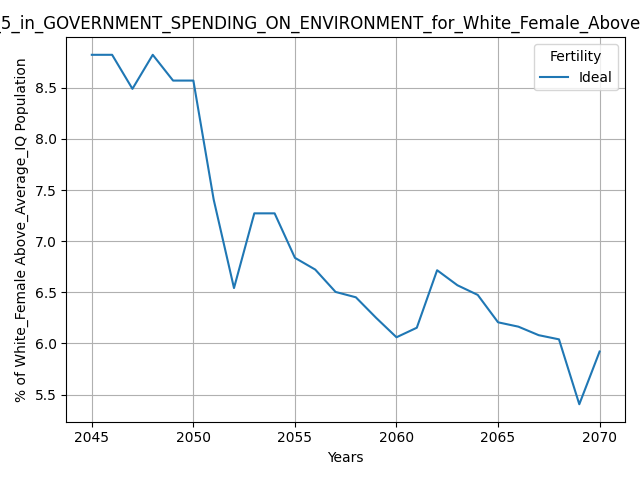 _5_in_GOVERNMENT_SPENDING_ON_ENVIRONMENT_for_White_Female_Above
Fertility
Ideal
% of White_Female Above_Average_IQ Population
8.5
8.0
7.5
7.0
6.5
6.0
5.5
2045 2050 2055 2060 2065 2070
Years